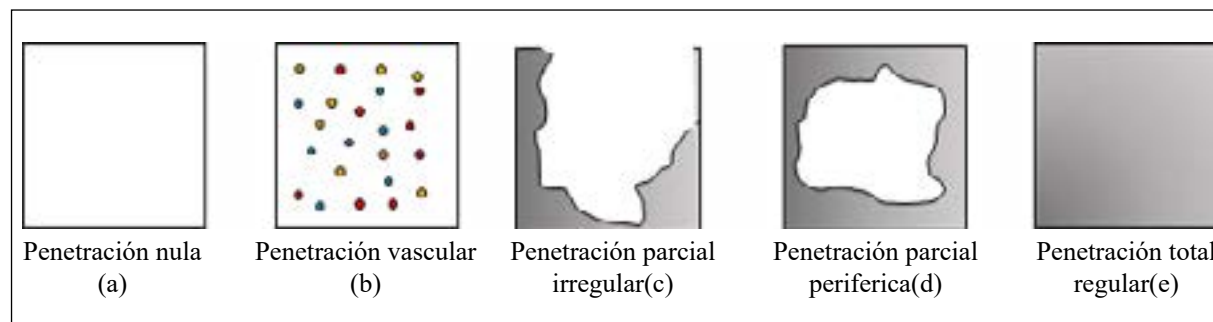 Penetración nula
(a)
Penetración vascular
(b)
Penetración parcial
irregular(c)
Penetración parcial
periferica(d)
Penetración total
regular(e)